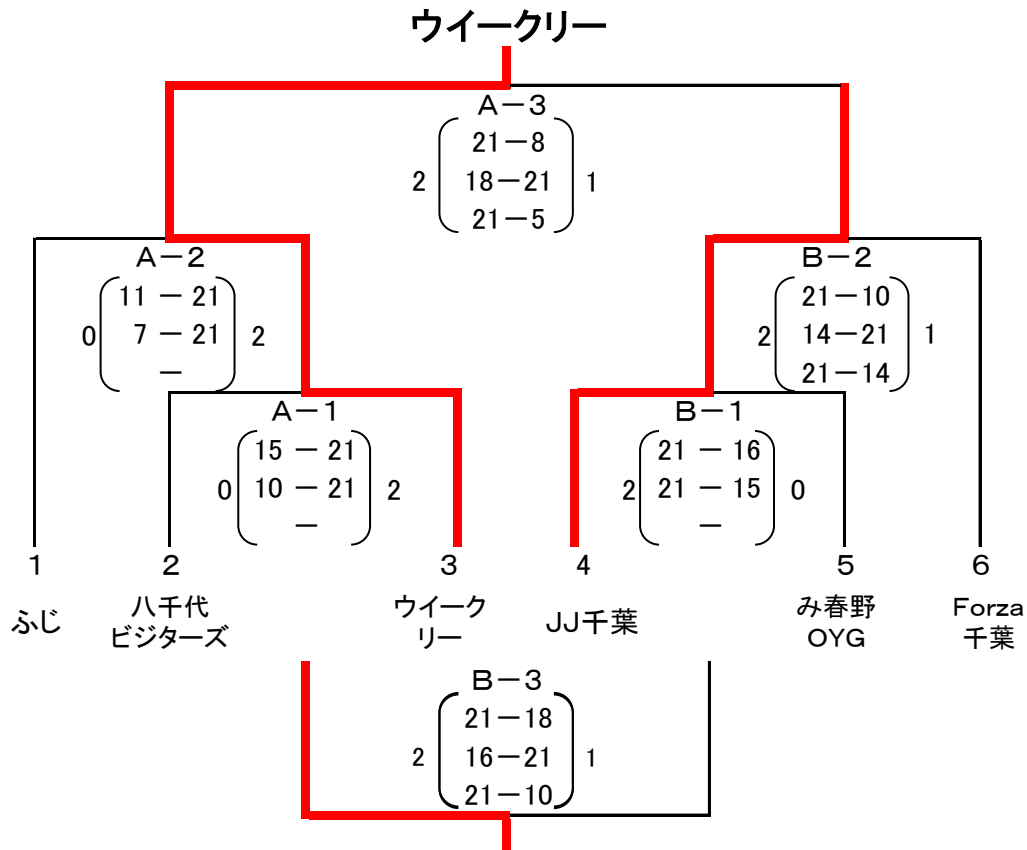 ウイークリー
A－3
21－8
2 18－21 1
21－5
A－2 B－2
11 － 21 21－10
0 7 － 21 2 2 14－21 1
－ 21－14
A－1 B－1
15 － 21 21 － 16
0 10 － 21 2 2 21 － 15 0
－ －
1 2 3 4 5 6
ふじ 八千代 ウイーク JJ千葉 み春野 Forza
ビジターズ リー OYG 千葉
B－3
21－18
2 16－21 1
21－10